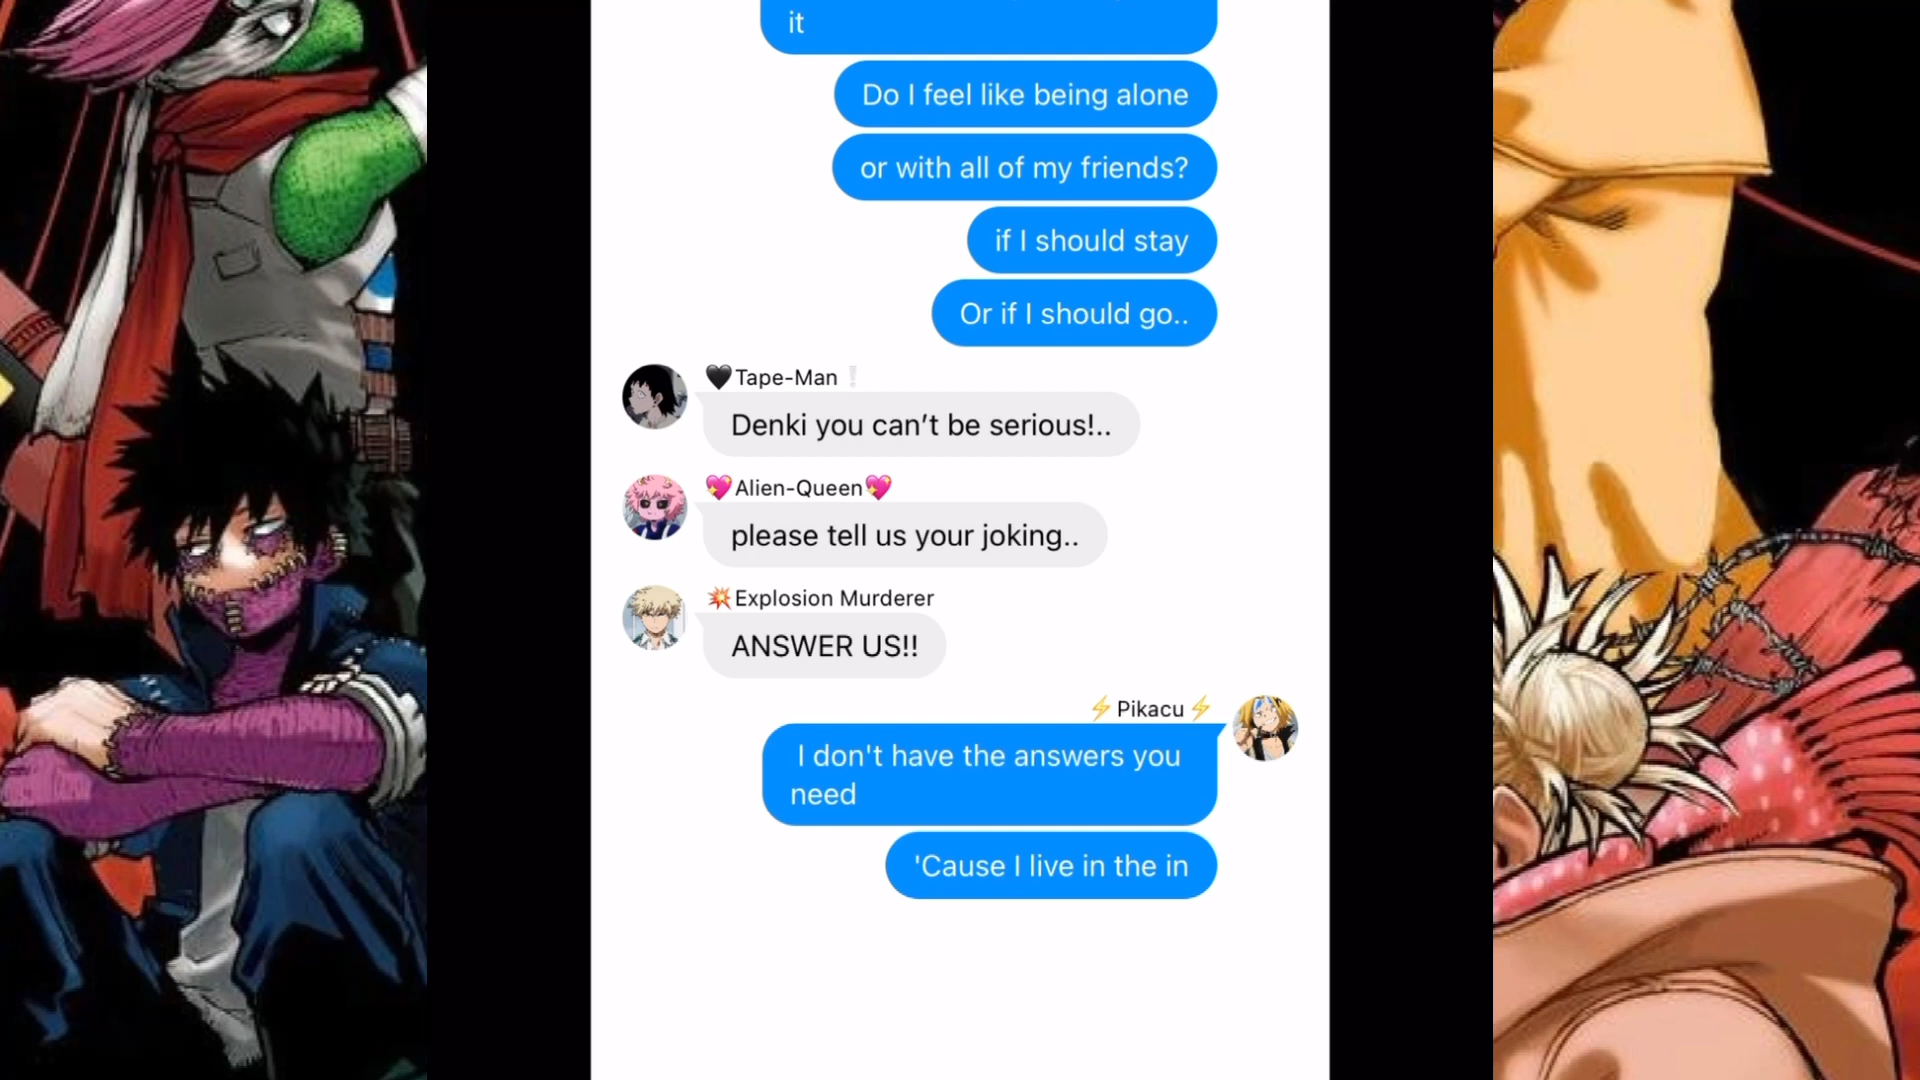 it
Do I feel like being alone
or with all of my friends?
if I should stay
Or if I should go..
🖤Tape-Man❕
Denki you can't be serious!..
💖Alien-Queen💖
please tell us your joking..
💥Explosion Murderer
ANSWER US!!
⚡Pikacu⚡
I don't have the answers you
need
'Cause I live in the in